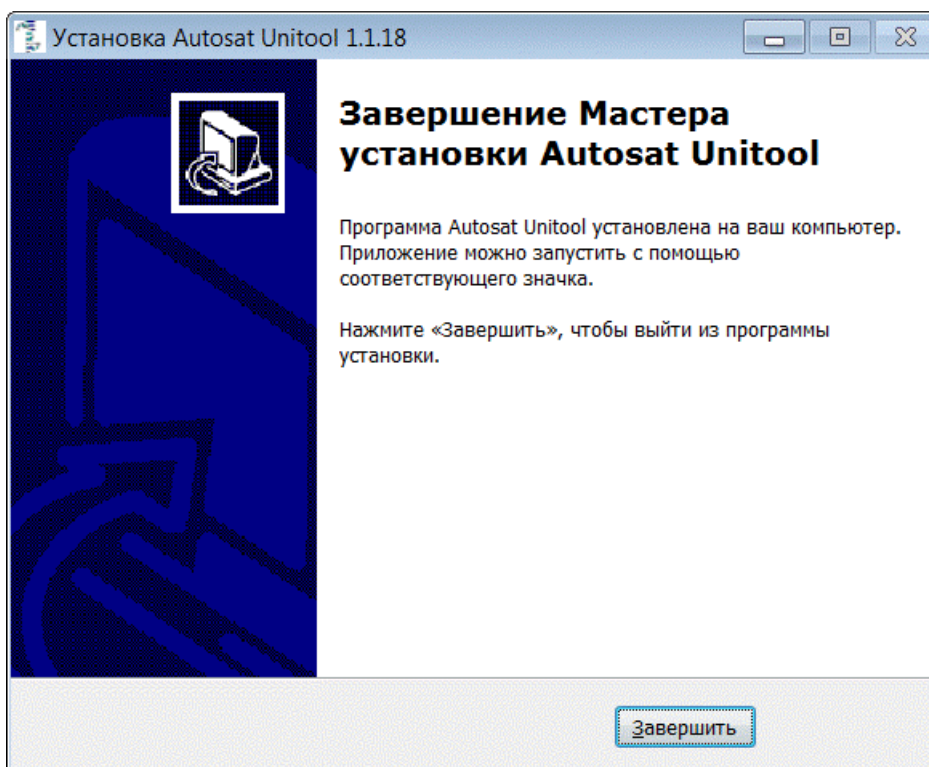 Установка Autosat Unitool 1.1.18
Завершение Мастера
установки Autosat Unitool
Программа Autosat Unitool установлена на ваш компьютер.
Приложение можно запустить с помощью
соответствующего значка.
Нажмите «Завершить», чтобы выйти из программы
установки.
Завершить